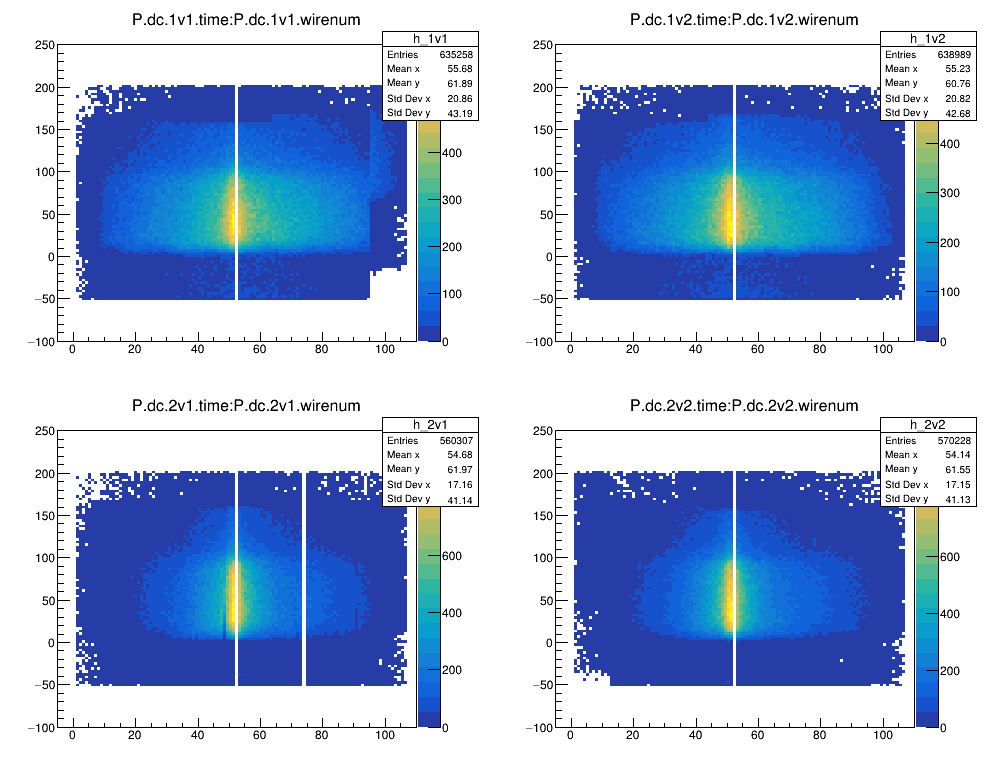 P.dc.1v1.time:P.dc.1v1.wirenum
h_1v1
Entries 635258
Mean x 55.68
Mean y 61.89
Std Dev x 20.86
Std Dev y 43.19
250
200
150
100
50
0
−50
−100
0 20 40 60 80 100
400
300
200
100
0
P.dc.1v2.time:P.dc.1v2.wirenum
h_1v2
Entries 638989
Mean x 55.23
Mean y 60.76
Std Dev x 20.82
Std Dev y 42.68
250
200
150
100
50
0
−50
−100
0 20 40 60 80 100
400
300
200
100
0
P.dc.2v1.time:P.dc.2v1.wirenum
h_2v1
Entries 560307
Mean x 54.68
Mean y 61.97
Std Dev x 17.16
Std Dev y 41.14
250
200
150
100
50
0
−50
−100
0 20 40 60 80 100
600
400
200
0
P.dc.2v2.time:P.dc.2v2.wirenum
h_2v2
Entries 570228
Mean x 54.14
Mean y 61.55
Std Dev x 17.15
Std Dev y 41.13
250
200
150
100
50
0
−50
−100
0 20 40 60 80 100
600
400
200
0